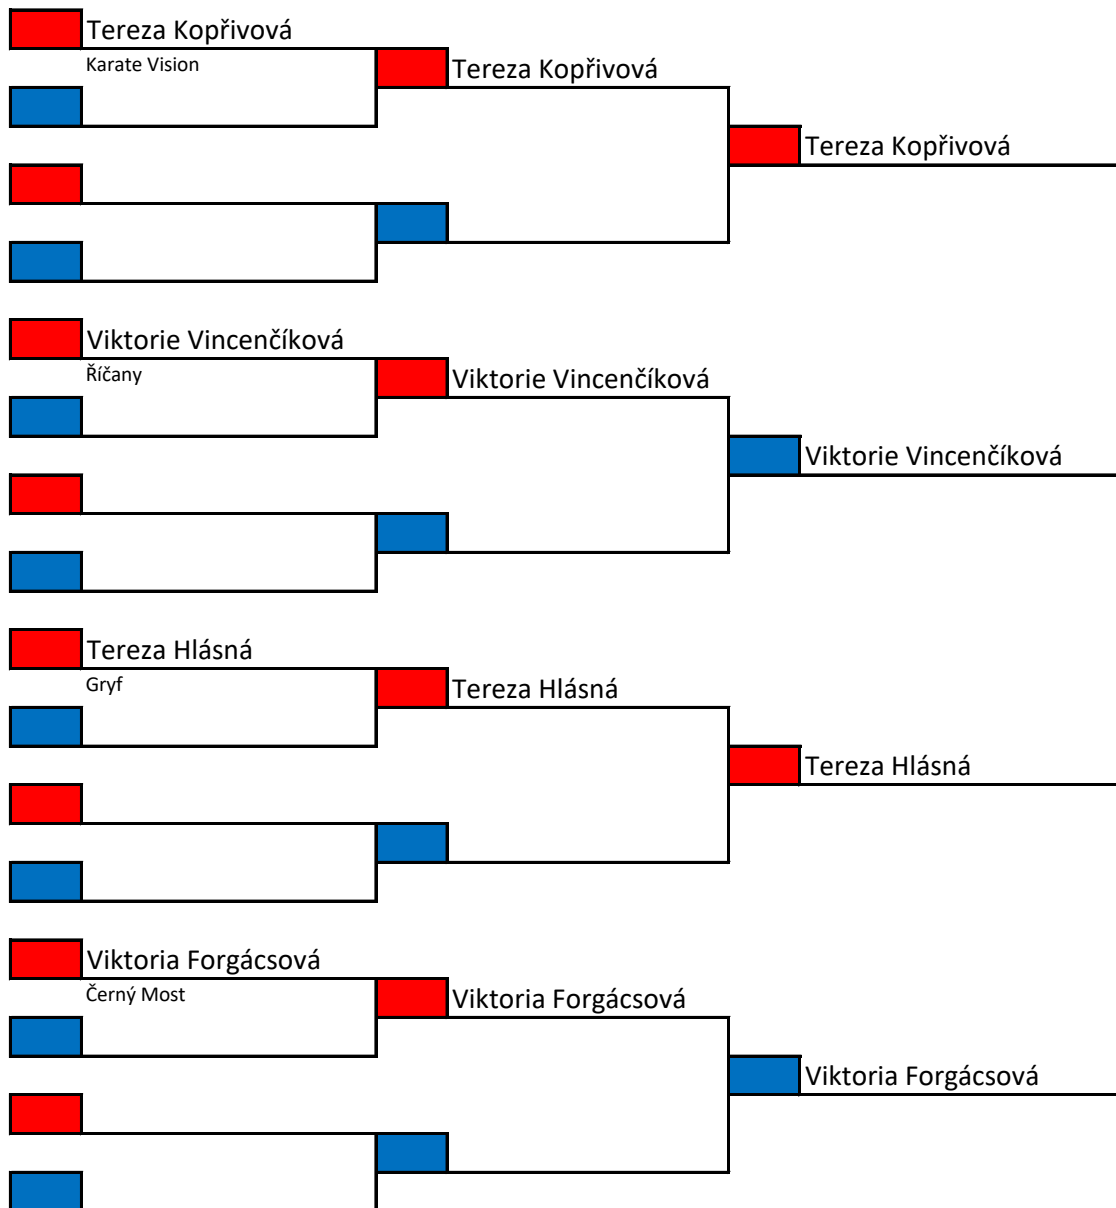 Tereza Kopřivová
Karate Vision
Tereza Kopřivová
Tereza Kopřivová
Viktorie Vincenčíková
Říčany
Viktorie Vincenčíková
Viktorie Vincenčíková
Tereza Hlásná
Gryf
Tereza Hlásná
Tereza Hlásná
Viktoria Forgácsová
Černý Most
Viktoria Forgácsová
Viktoria Forgácsová